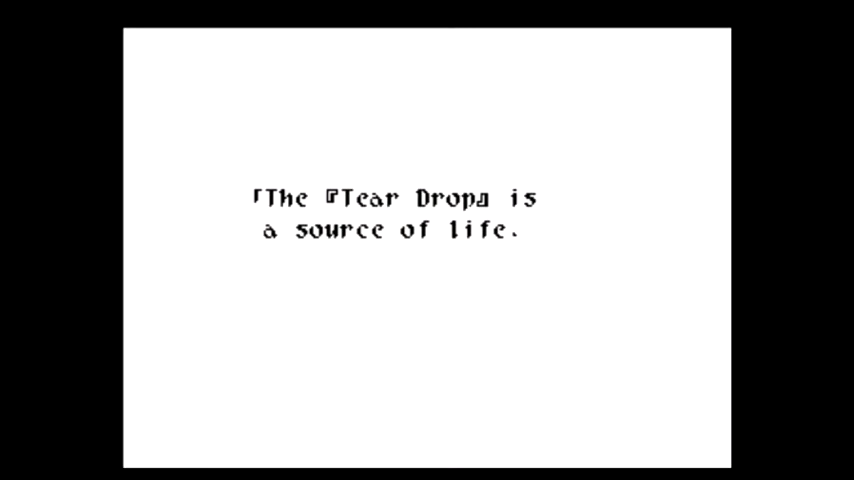 「The 『Tear Drop』 is
a source of life.